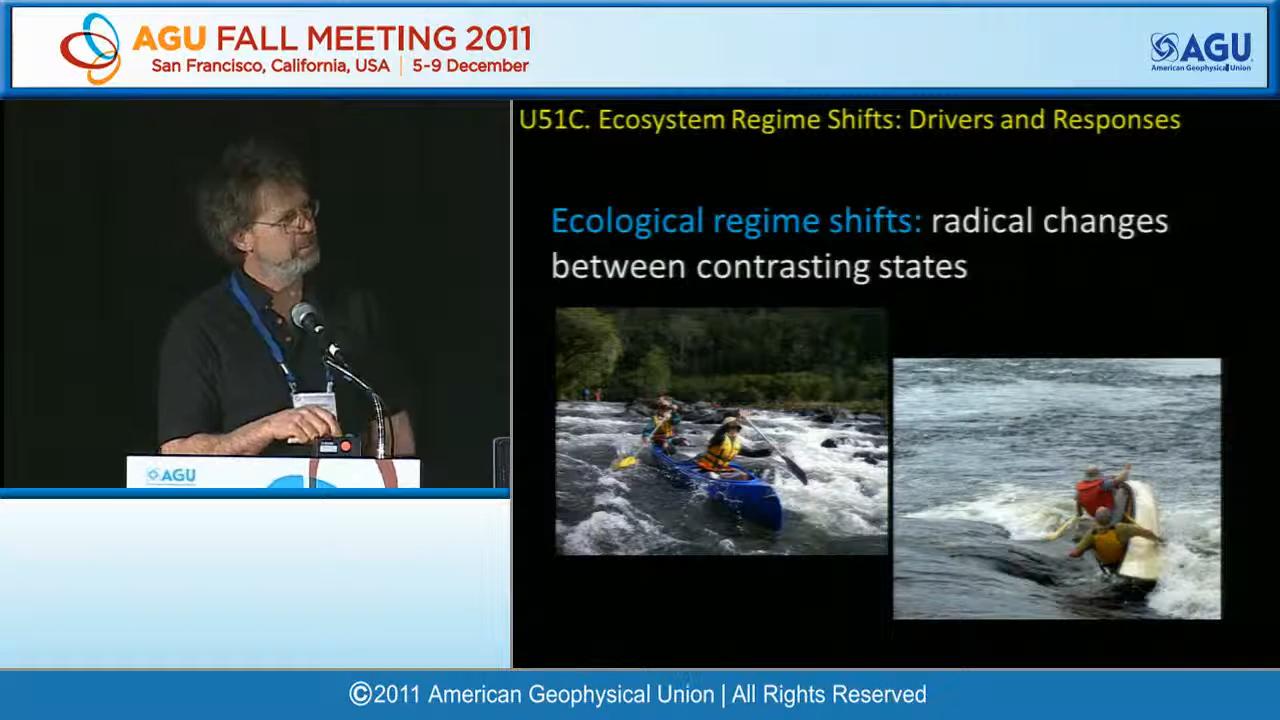 AGU FALL MEETING 2011
San Francisco, California, USA | 5-9 December
AGU
American Geophysical Union
U51C. Ecosystem Regime Shifts: Drivers and Responses
Ecological regime shifts: radical changes
between contrasting states
AGU
©2011 American Geophysical Union | All Rights Reserved